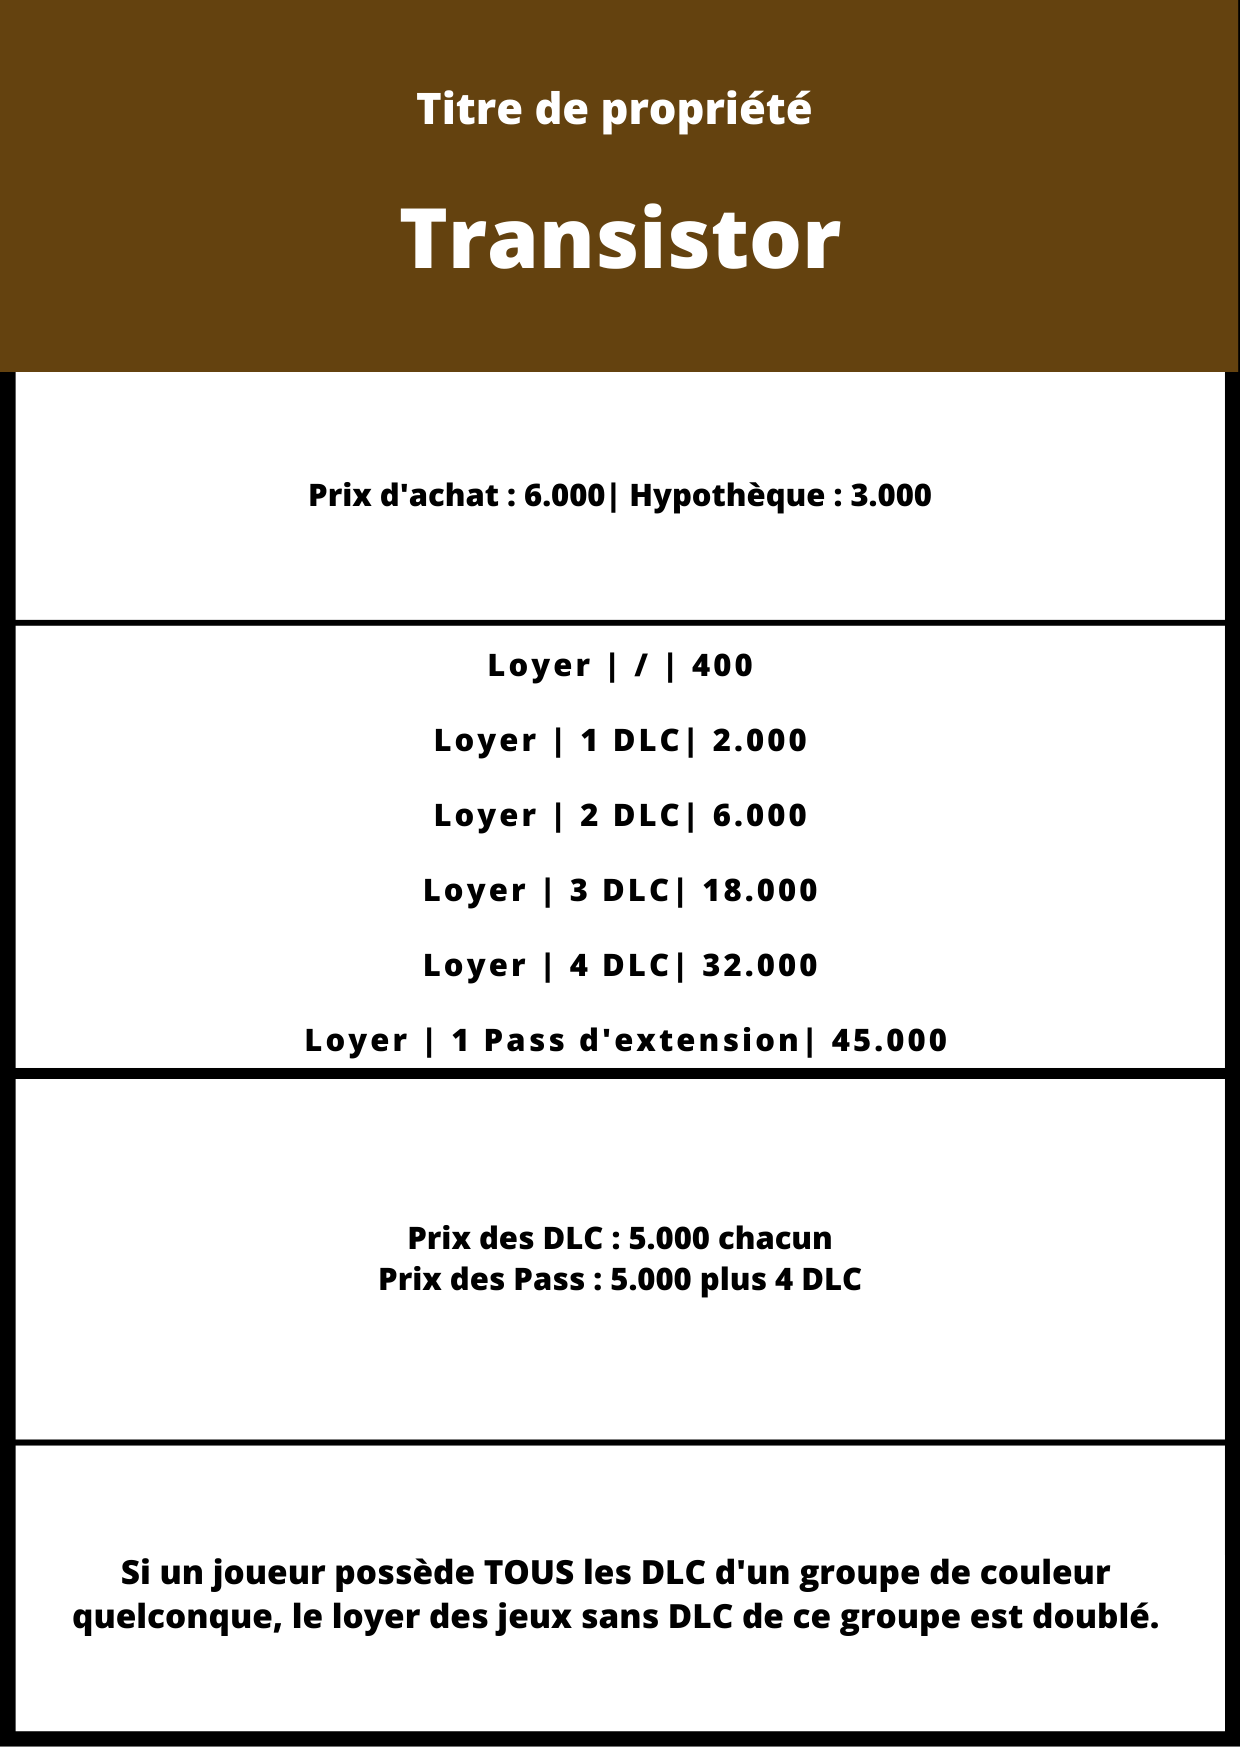 Titre de propriété
Transistor
Prix d'achat : 6.000| Hypothèque : 3.000
Loyer | / | 400
Loyer | 1 DLC| 2.000
Loyer | 2 DLC| 6.000
Loyer | 3 DLC| 18.000
Loyer | 4 DLC| 32.000
Loyer | 1 Pass d'extension| 45.000
Prix des DLC : 5.000 chacun
Prix des Pass : 5.000 plus 4 DLC
Si un joueur possède TOUS les DLC d'un groupe de couleur
quelconque, le loyer des jeux sans DLC de ce groupe est doublé.